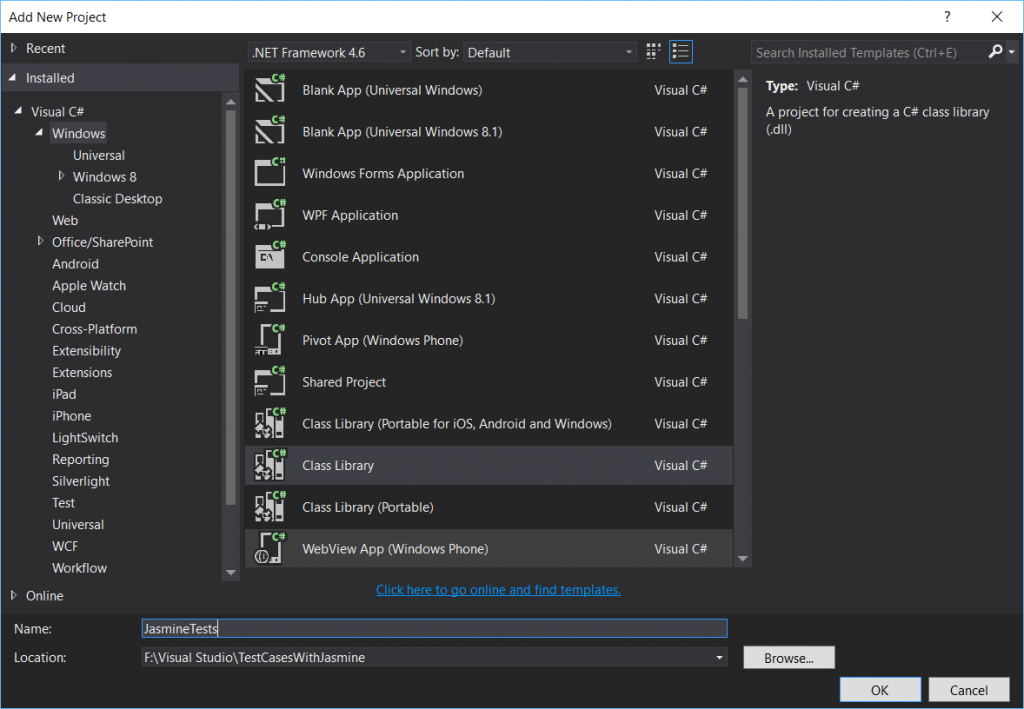 Add New Project
?
Recent
.NET Framework 4.6 Sort by: Default
Search Installed Templates (Ctrl+E)
Installed
Visual C#
Windows
Universal
Windows 8
Classic Desktop
Web
Office/SharePoint
Android
Apple Watch
Cloud
Cross-Platform
Extensibility
Extensions
iPad
iPhone
LightSwitch
Reporting
Silverlight
Test
Universal
WCF
Workflow
Online
Blank App (Universal Windows) Visual C#
Blank App (Universal Windows 8.1) Visual C#
Windows Forms Application Visual C#
WPF Application Visual C#
Console Application Visual C#
Hub App (Universal Windows 8.1) Visual C#
Pivot App (Windows Phone) Visual C#
Shared Project Visual C#
Class Library (Portable for iOS, Android and Windows) Visual C#
Class Library Visual C#
Class Library (Portable) Visual C#
WebView App (Windows Phone) Visual C#
Click here to go online and find templates.
Type: Visual C#
A project for creating a C# class library
(.dll)
Name: JasmineTests
Location: F:\Visual Studio\TestCasesWithJasmine
Browse...
OK Cancel